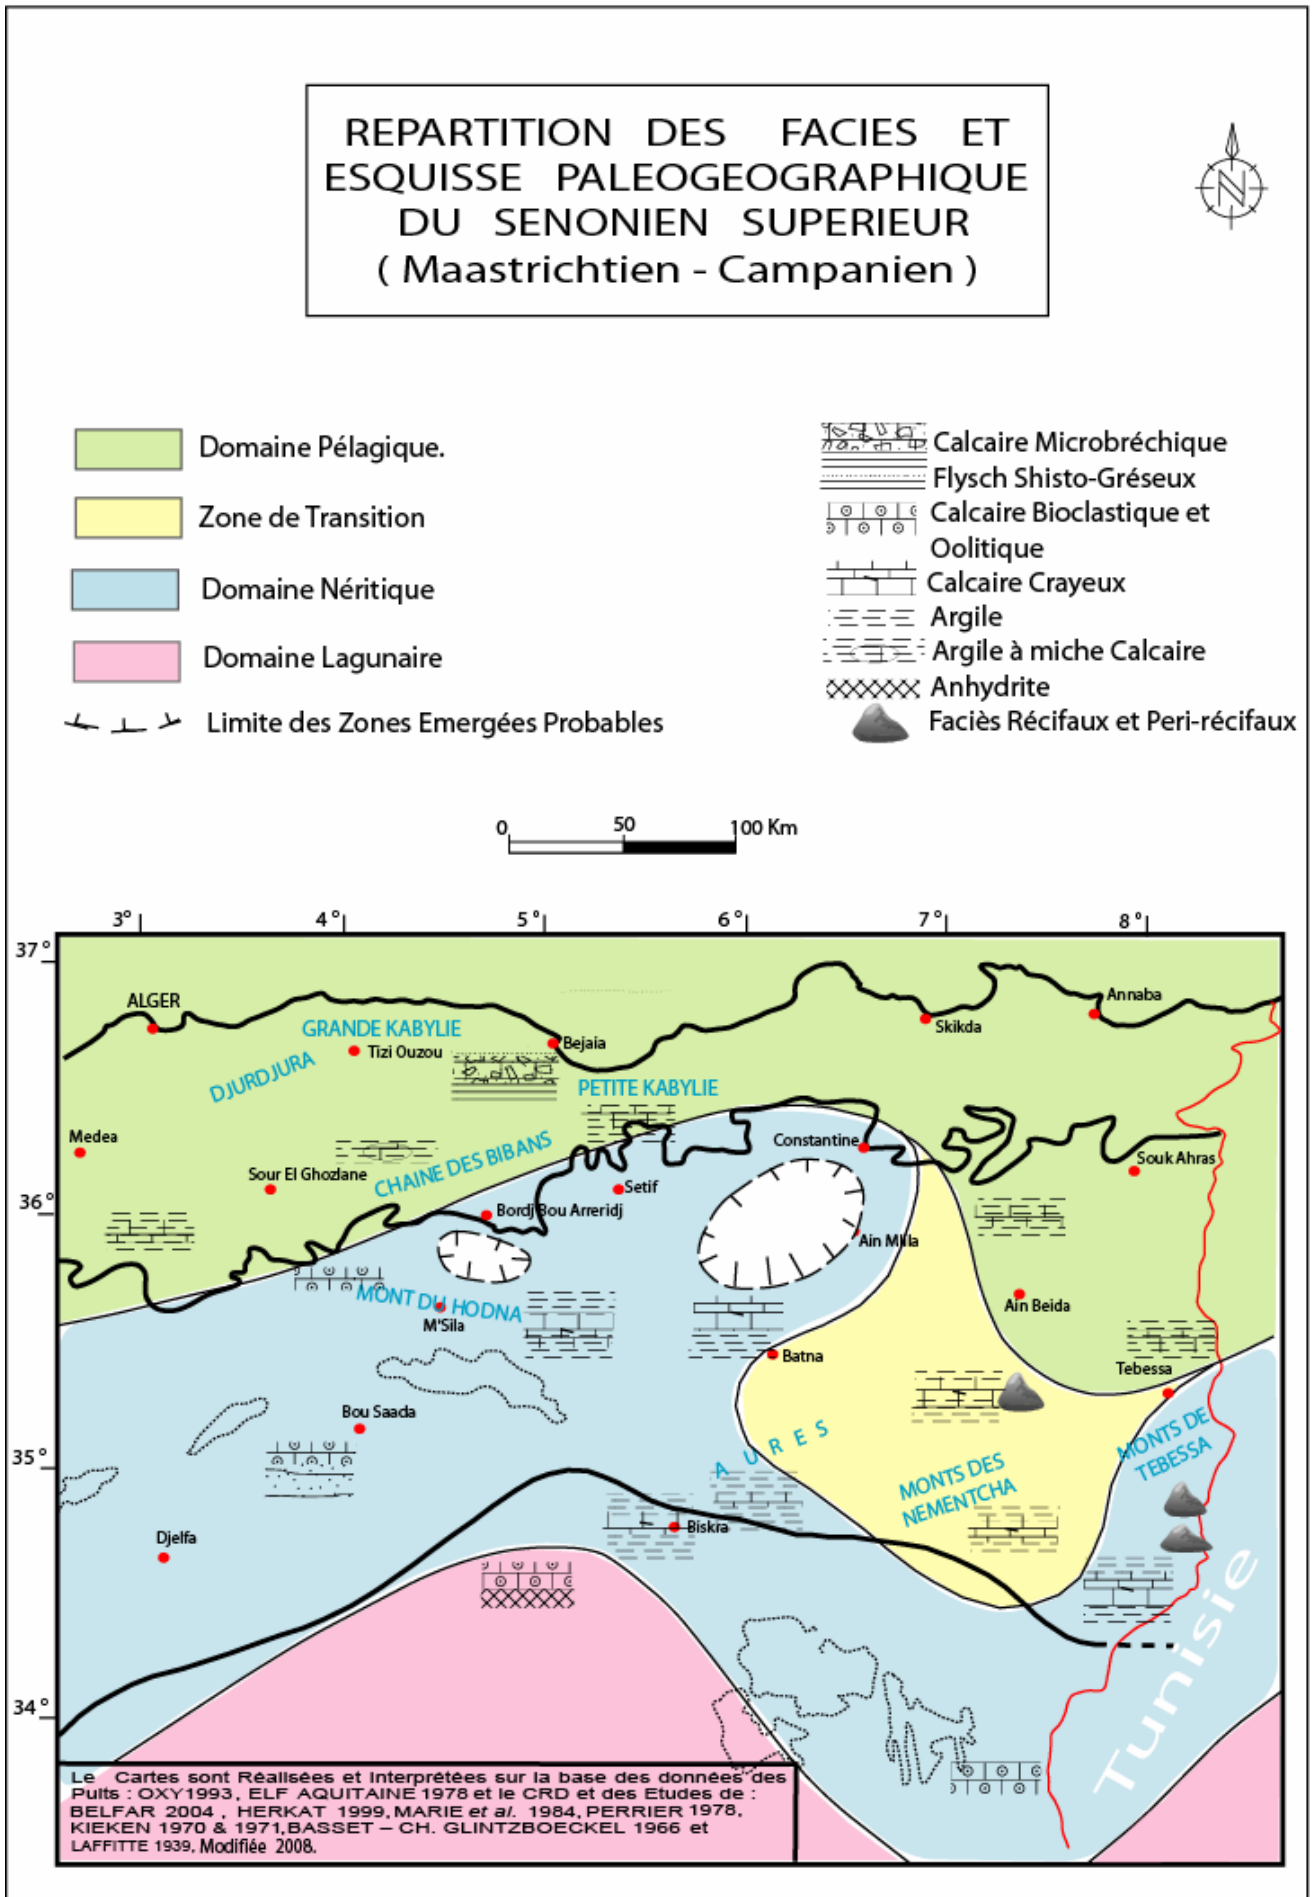 REPARTITION DES FACIES ET
ESQUISSE PALEOGEOGRAPHIQUE
DU SENONIEN SUPERIEUR
( Maastrichtien - Campanien )
N
Domaine Pélagique.
Zone de Transition
Domaine Néritique
Domaine Lagunaire
Limite des Zones Emergées Probables
Calcaire Microbréchique
Flysch Shisto-Gréseux
Calcaire Bioclastique et
Oolitique
Calcaire Crayeux
Argile
Argile à miche Calcaire
Anhydrite
Faciès Récifaux et Peri-récifaux
0 50 100 Km
3° 4° 5° 6° 7° 8°
37°
36°
35°
34°
ALGER
GRANDE KABYLIE
Tizi Ouzou
DJURDJURA
Bejaia
PETITE KABYLIE
Skikda
Annaba
Medea
Sour El Ghozlane
CHAINE DES BIBANS
Constantine
Souk Ahras
Setif
Bordj Bou Arreridj
Ain Mlila
MONT DU HODNA
M'Sila
Ain Beida
Batna
Tebessa
Bou Saada
A U R E S
MONTS DE
TEBESSA
MONTS DES
NEMENTCHA
Djelfa
Biskra
Tunisie
Le Cartes sont Réalisées et Interprétées sur la base des données des
Puits : OXY1993, ELF AQUITAINE 1978 et le CRD et des Etudes de :
BELFAR 2004 , HERKAT 1999, MARIE et al. 1984, PERRIER 1978,
KIEKEN 1970 & 1971,BASSET – CH. GLINTZBOECKEL 1966 et
LAFFITTE 1939, Modifiée 2008.